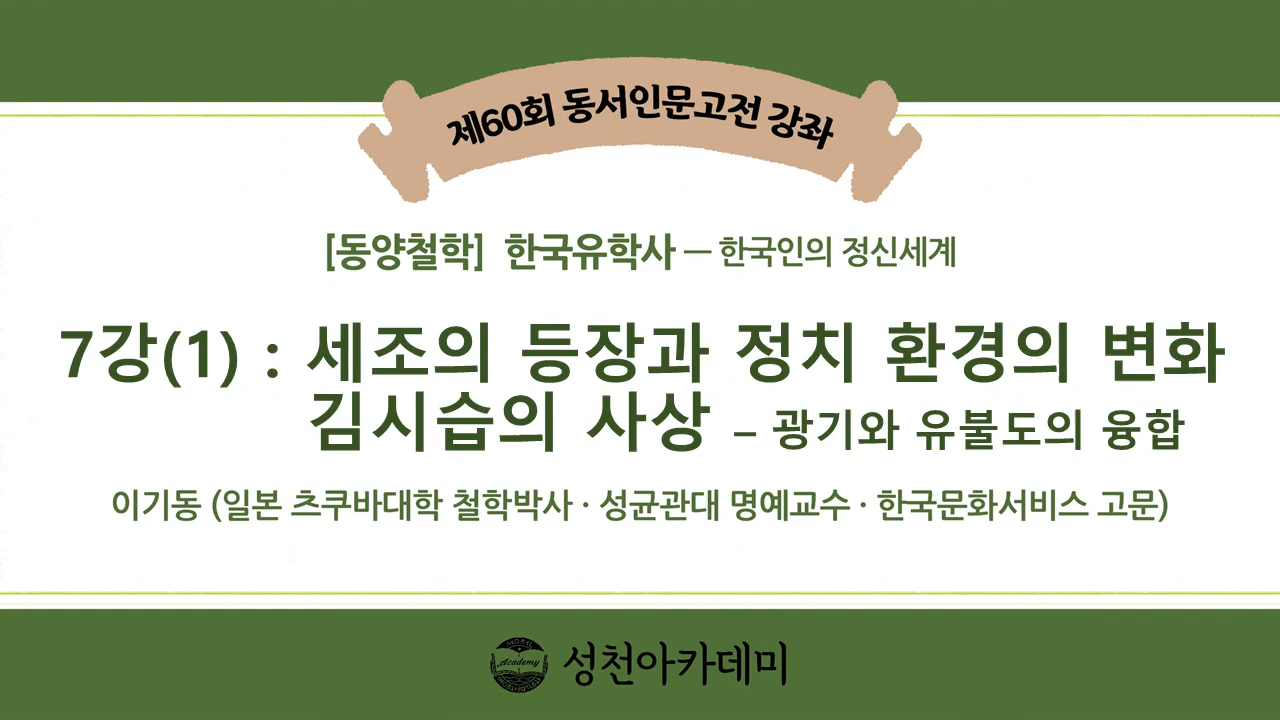 제60회 동서인문고전 강좌
[동양철학] 한국유학사 – 한국인의 정신세계
7강(1) : 세조의 등장과 정치 환경의 변화
김시습의 사상 – 광기와 유불도의 융합
이기동 (일본 츠쿠바대학 철학박사 · 성균관대 명예교수 · 한국문화서비스 고문)
Academy
성천아카데미